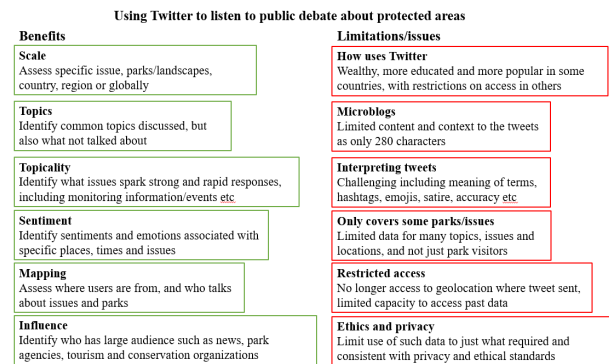 Using Twitter to listen to public debate about protected areas
Benefits
Scale
Assess specific issue, parks/landscapes,
country, region or globally
Topics
Identify common topics discussed, but
also what not talked about
Topicality
Identify what issues spark strong and rapid responses,
including monitoring information/events etc
Sentiment
Identify sentiments and emotions associated with
specific places, times and issues
Mapping
Assess where users are from, and who talks
about issues and parks
Influence
Identify who has large audience such as news, park
agencies, tourism and conservation organizations
Limitations/issues
How uses Twitter
Wealthy, more educated and more popular in some
countries, with restrictions on access in others
Microblogs
Limited content and context to the tweets
as only 280 characters
Interpreting tweets
Challenging including meaning of terms,
hashtags, emojis, satire, accuracy etc
Only covers some parks/issues
Limited data for many topics, issues and
locations, and not just park visitors
Restricted access
No longer access to geolocation where tweet sent,
limited capacity to access past data
Ethics and privacy
Limit use of such data to just what required and
consistent with privacy and ethical standards